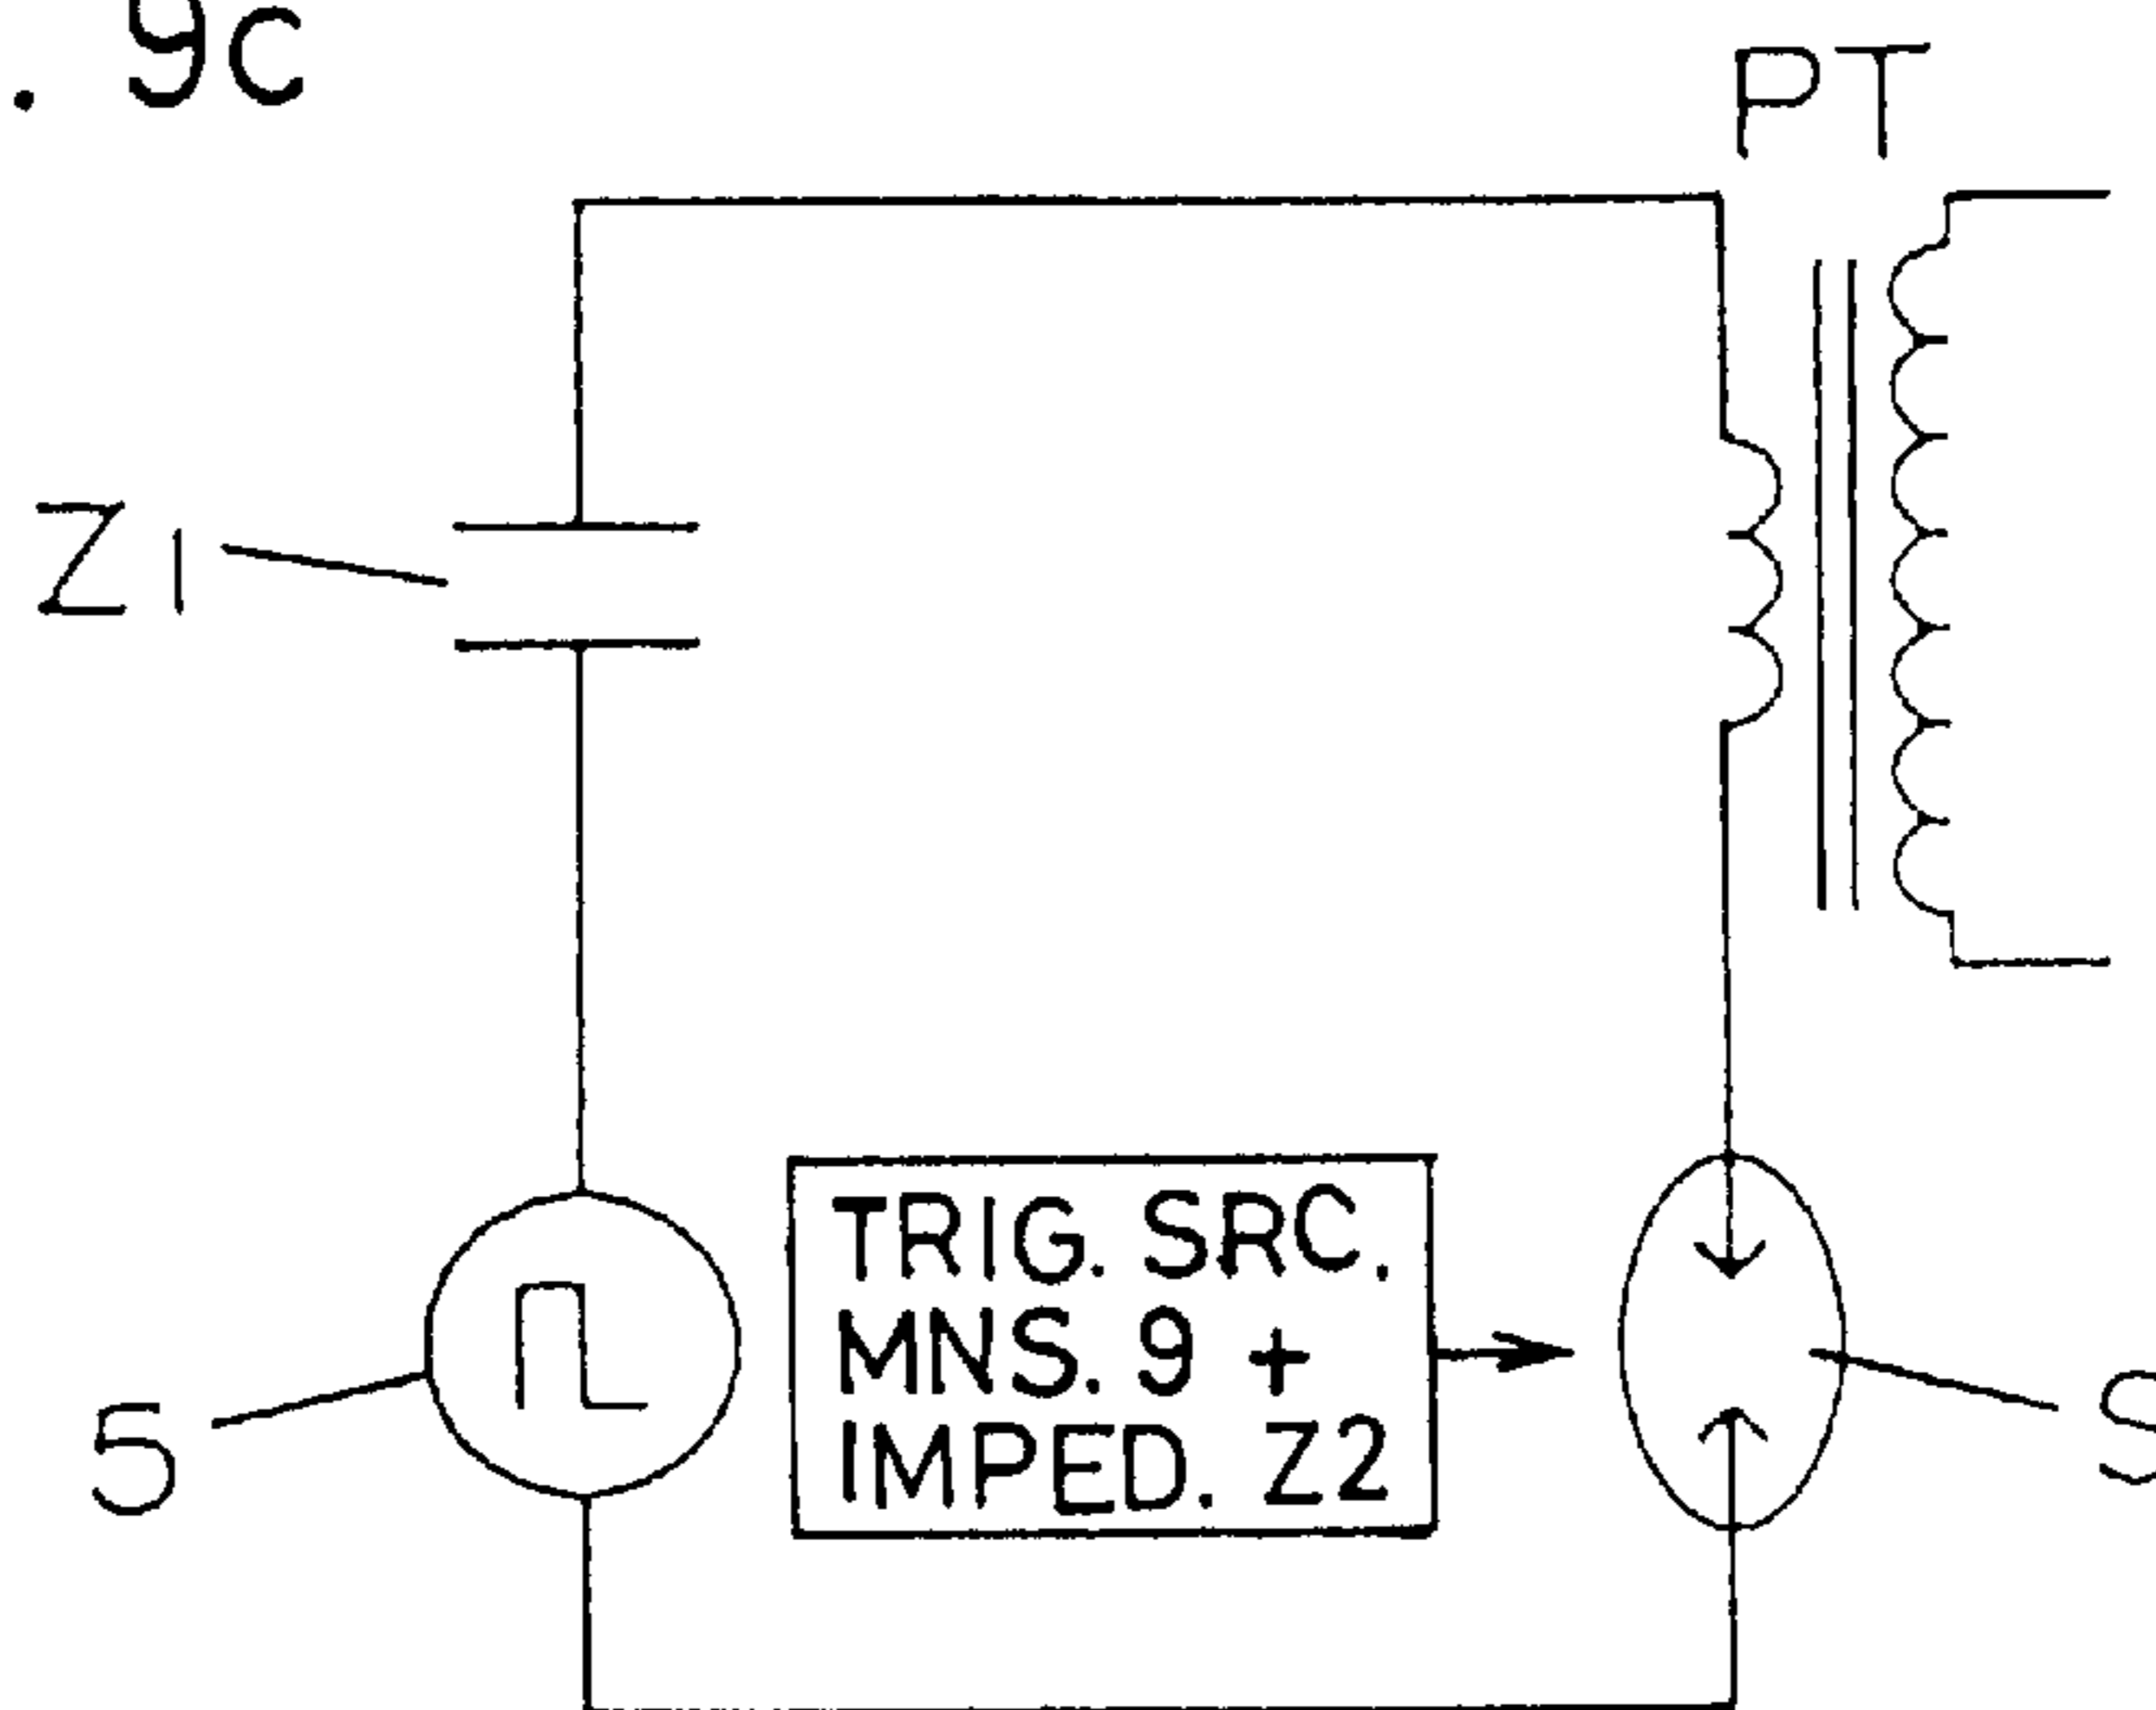 . 9c
PT
Z1
TRIG. SRC.
MNS. 9 +
IMPED. Z2
5
S